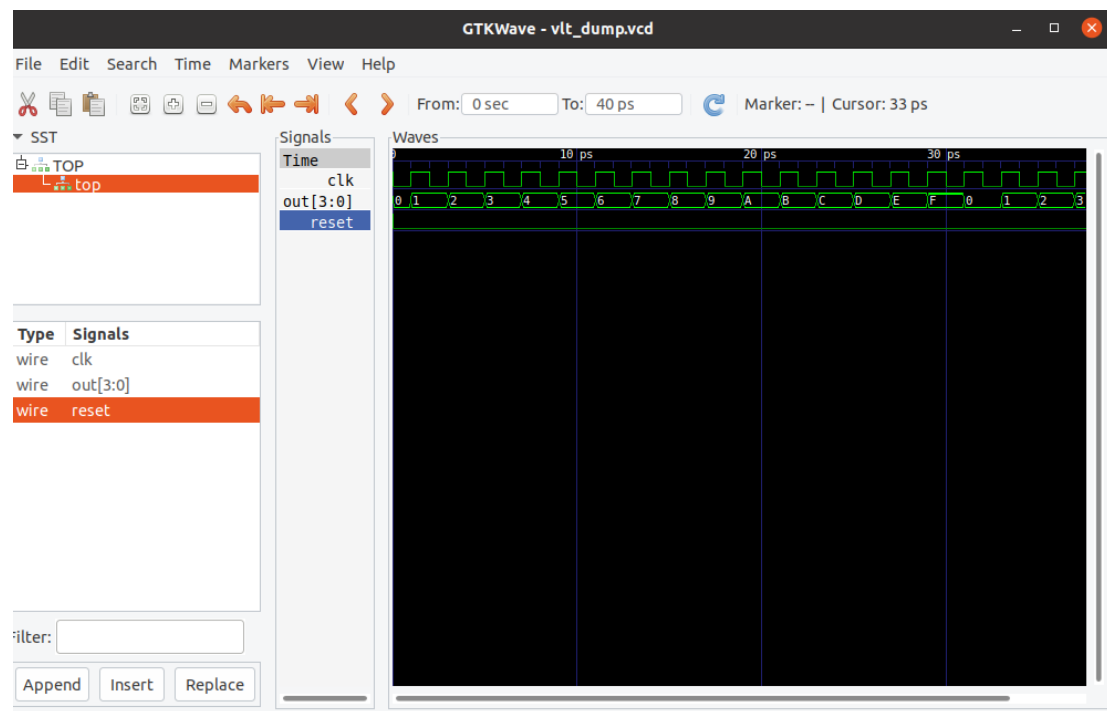 GTKWave - vlt_dump.vcd
File Edit Search Time Markers View Help
From: 0 sec To: 40 ps Marker: -- | Cursor: 33 ps
SST
TOP
top
Type Signals
wire clk
wire out[3:0]
wire reset
Filter:
Append Insert Replace
Signals
Time
clk
out[3:0]
reset
Waves
0 10 ps 20 ps 30 ps
0 1 2 3 4 5 6 7 8 9 A B C D E F 0 1 2 3